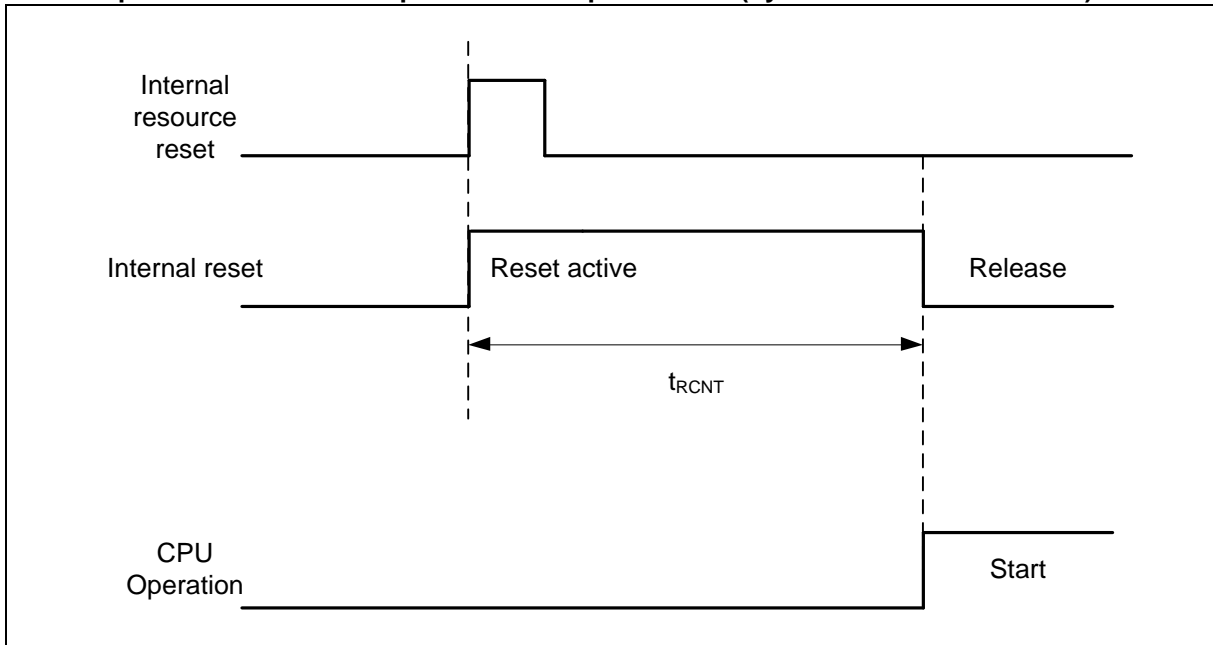 Internal
resource
reset
Internal reset
Reset active
Release
tRCNT
CPU
Operation
Start